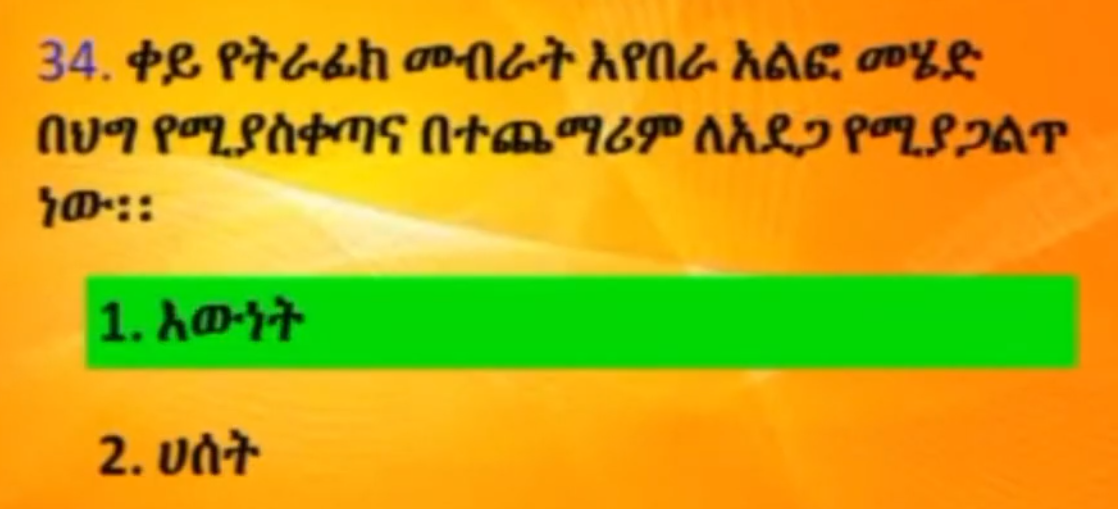 34. ቀይ የትራፊክ መብራት እየበራ አልፎ መሄድ
በህግ የሚያስቀጣና በተጨማሪም ለአደጋ የሚያጋልጥ
ነው፡፡
1. እውነት
2. ሀሰት